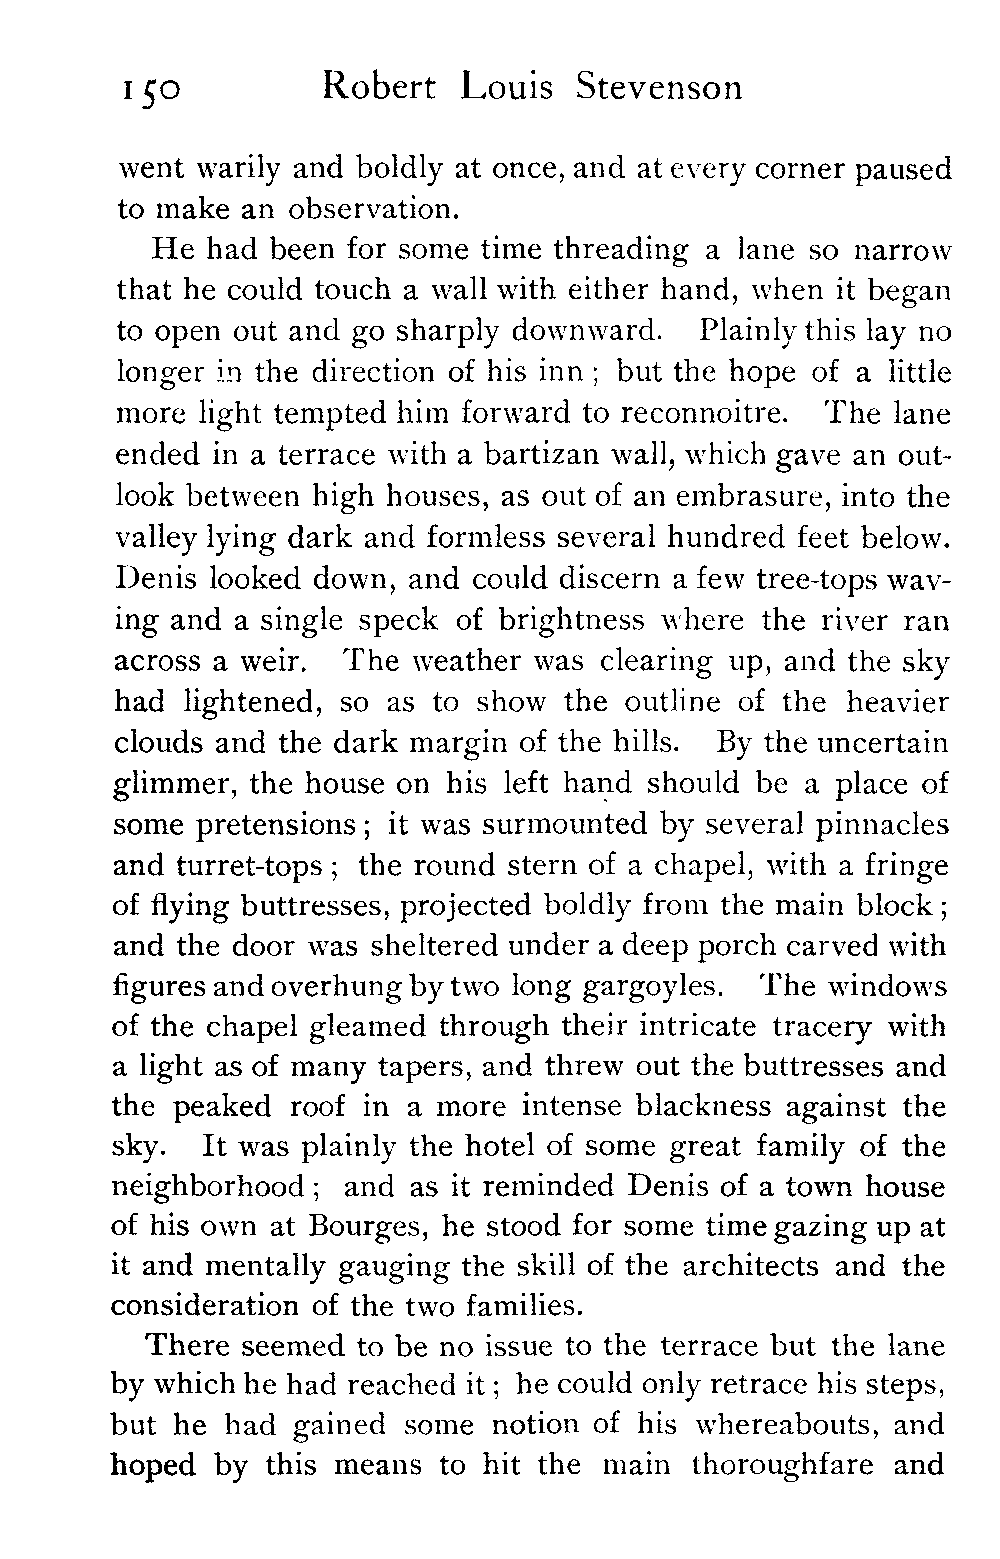 150 Robert Louis Stevenson
went warily and boldly at once, and at every corner paused
to make an observation.
He had been for some time threading a lane so narrow
that he could touch a wall with either hand, when it began
to open out and go sharply downward. Plainly this lay no
longer in the direction of his inn ; but the hope of a little
more light tempted him forward to reconnoitre. The lane
ended in a terrace with a bartizan wall, which gave an out-
look between high houses, as out of an embrasure, into the
valley lying dark and formless several hundred feet below.
Denis looked down, and could discern a few tree-tops wav-
ing and a single speck of brightness where the river ran
across a weir. The weather was clearing up, and the sky
had lightened, so as to show the outline of the heavier
clouds and the dark margin of the hills. By the uncertain
glimmer, the house on his left hand should be a place of
some pretensions ; it was surmounted by several pinnacles
and turret-tops ; the round stern of a chapel, with a fringe
of flying buttresses, projected boldly from the main block ;
and the door was sheltered under a deep porch carved with
figures and overhung by two long gargoyles. The windows
of the chapel gleamed through their intricate tracery with
a light as of many tapers, and threw out the buttresses and
the peaked roof in a more intense blackness against the
sky. It was plainly the hotel of some great family of the
neighborhood ; and as it reminded Denis of a town house
of his own at Bourges, he stood for some time gazing up at
it and mentally gauging the skill of the architects and the
consideration of the two families.
There seemed to be no issue to the terrace but the lane
by which he had reached it ; he could only retrace his steps,
but he had gained some notion of his whereabouts, and
hoped by this means to hit the main thoroughfare and